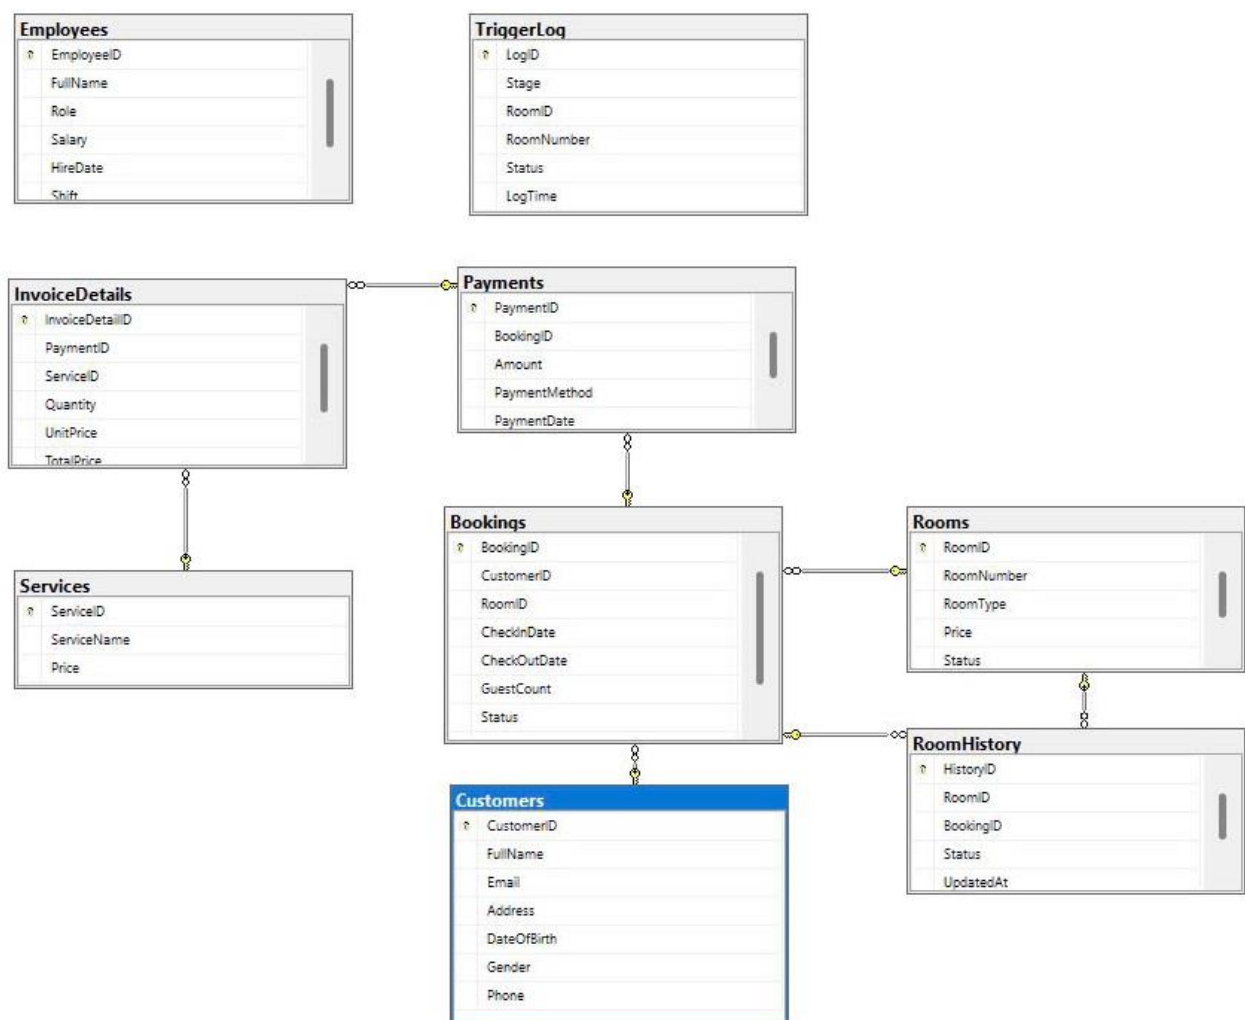 Employees
EmployeeID
FullName
Role
Salary
HireDate
Shift
TriggerLog
LogID
Stage
RoomID
RoomNumber
Status
LogTime
InvoiceDetails
InvoiceDetailID
PaymentID
ServiceID
Quantity
UnitPrice
TotalPrice
Payments
PaymentID
BookingID
Amount
PaymentMethod
PaymentDate
Services
ServiceID
ServiceName
Price
Bookings
BookingID
CustomerID
RoomID
CheckInDate
CheckOutDate
GuestCount
Status
Rooms
RoomID
RoomNumber
RoomType
Price
Status
RoomHistory
HistoryID
RoomID
BookingID
Status
UpdatedAt
Customers
CustomerID
FullName
Email
Address
DateOfBirth
Gender
Phone